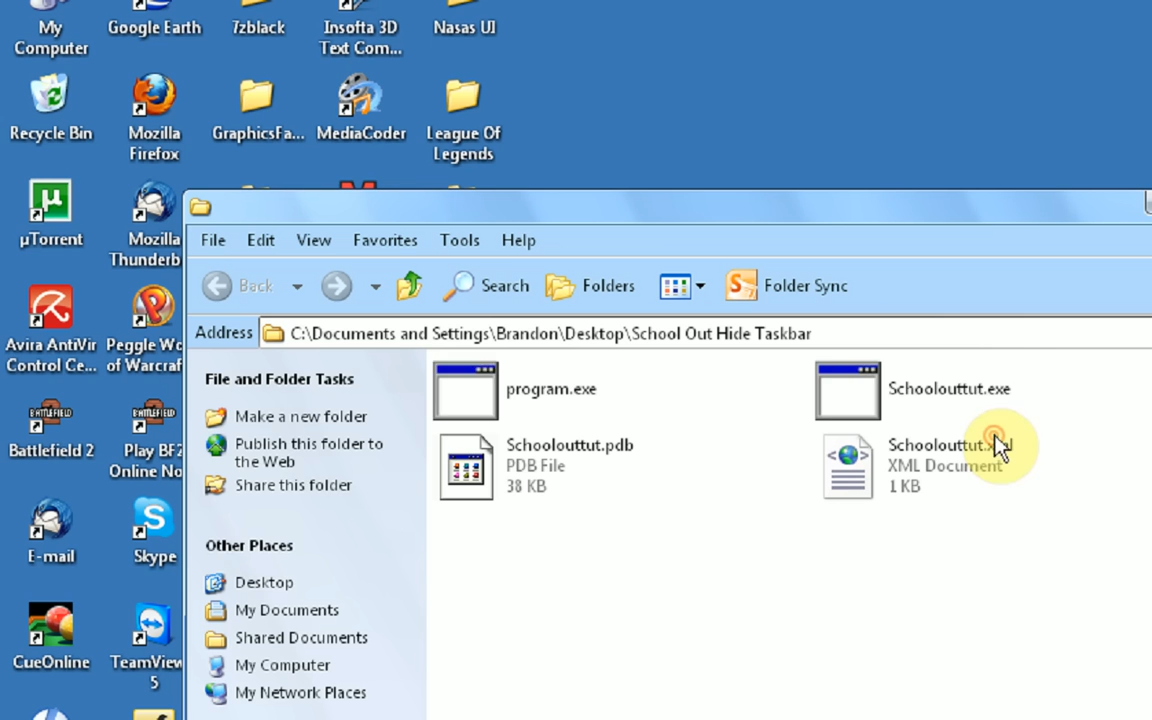 My Computer
Google Earth
7zblack
Insofta 3D Text Com...
Nasas UI
Recycle Bin
Mozilla Firefox
GraphicsFa...
MediaCoder
League Of Legends
µTorrent
Mozilla Thunderb
Avira AntiVir Control Ce...
Peggle Wo of Warcraf
Battlefield 2
Play BF2 Online No
E-mail
Skype
CueOnline
TeamView 5
File Edit View Favorites Tools Help
Back Search Folders Folder Sync
Address C:\Documents and Settings\Brandon\Desktop\School Out Hide Taskbar
File and Folder Tasks
Make a new folder
Publish this folder to
the Web
Share this folder
Other Places
Desktop
My Documents
Shared Documents
My Computer
My Network Places
program.exe
Schoolouttut.exe
Schoolouttut.pdb
PDB File
38 KB
XML Document
1 KB